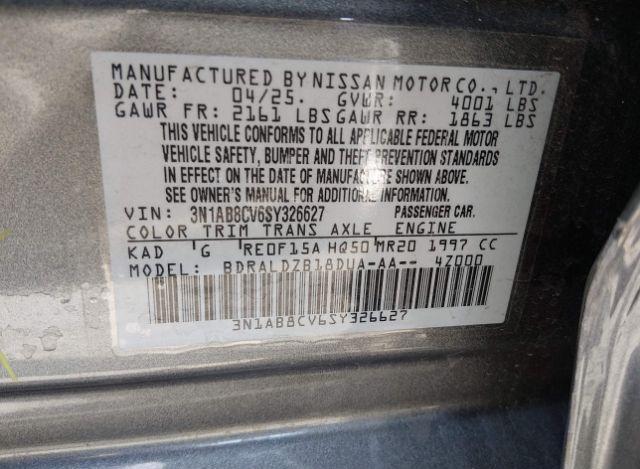 MANUFACTURED BY NISSAN MOTOR CO., LTD.
DATE: 04/25. GVWR: 4001 LBS
GAWR FR: 2161 LBS GAWR RR: 1863 LBS
THIS VEHICLE CONFORMS TO ALL APPLICABLE FEDERAL MOTOR
VEHICLE SAFETY, BUMPER AND THEFT PREVENTION STANDARDS
IN EFFECT ON THE DATE OF MANUFACTURE SHOWN ABOVE.
SEE OWNER'S MANUAL FOR ADDITIONAL INFORMATION.
VIN: 3N1AB8CV6SY326627 PASSENGER CAR.
COLOR TRIM TRANS AXLE ENGINE
KAD G RE0F15A HQ50 MR20 1997 CC
MODEL: BDRALDZB18DUA-AA-- 47000
3N1AB8CV6SY326627